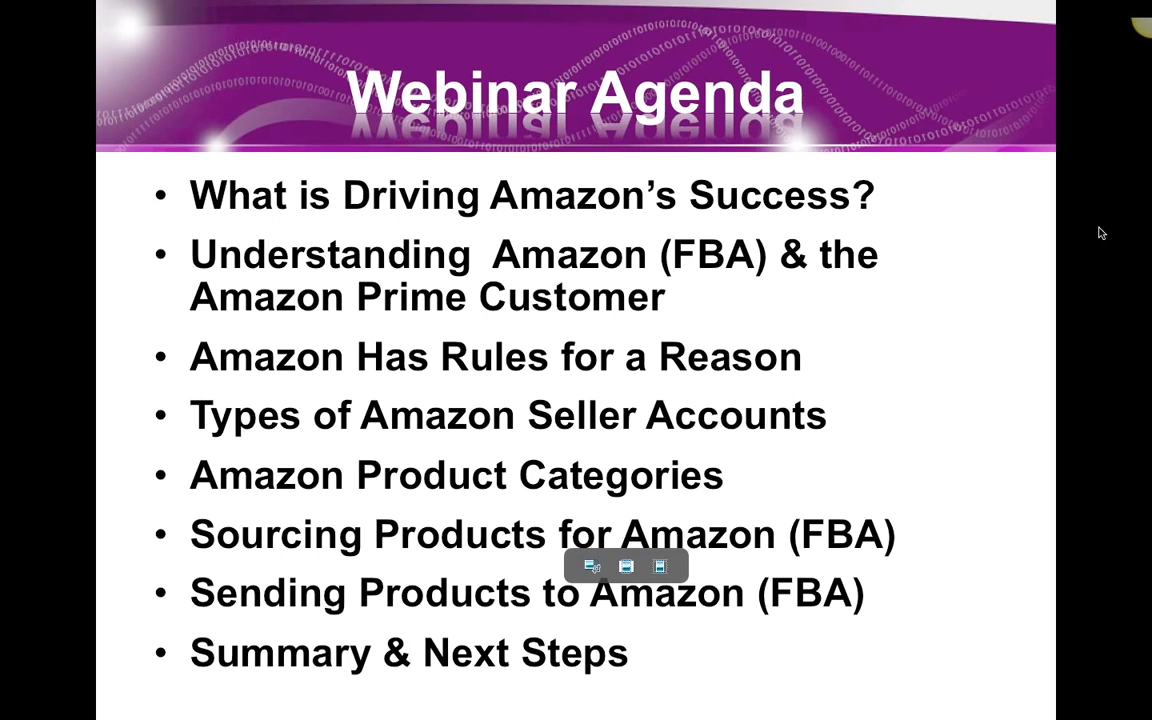 Webinar Agenda
• What is Driving Amazon’s Success?
• Understanding  Amazon (FBA) & the
Amazon Prime Customer
• Amazon Has Rules for a Reason
• Types of Amazon Seller Accounts
• Amazon Product Categories
• Sourcing Products for Amazon (FBA)
• Sending Products to Amazon (FBA)
• Summary & Next Steps